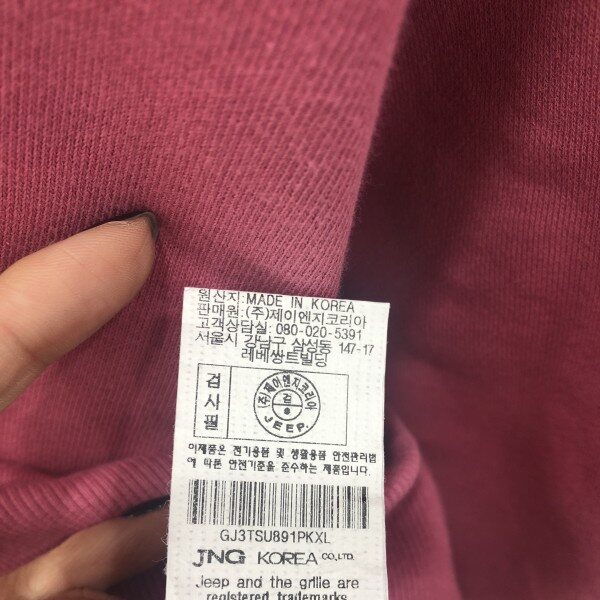 원산지: MADE IN KOREA
판매원: (주)제이엔지코리아
고객상담실: 080-020-5391
서울시 강남구 삼성동 147-17
레베쌍트빌딩
검사필
(주)제이엔지코리아
검
JEEP.
이제품은 전기용품 및 생활용품 안전관리법
에 따른 안전기준을 준수하는 제품입니다.
GJ3TSU891PKXL
JNG KOREA CO.,LTD.
Jeep and the grille are
registered trademarks